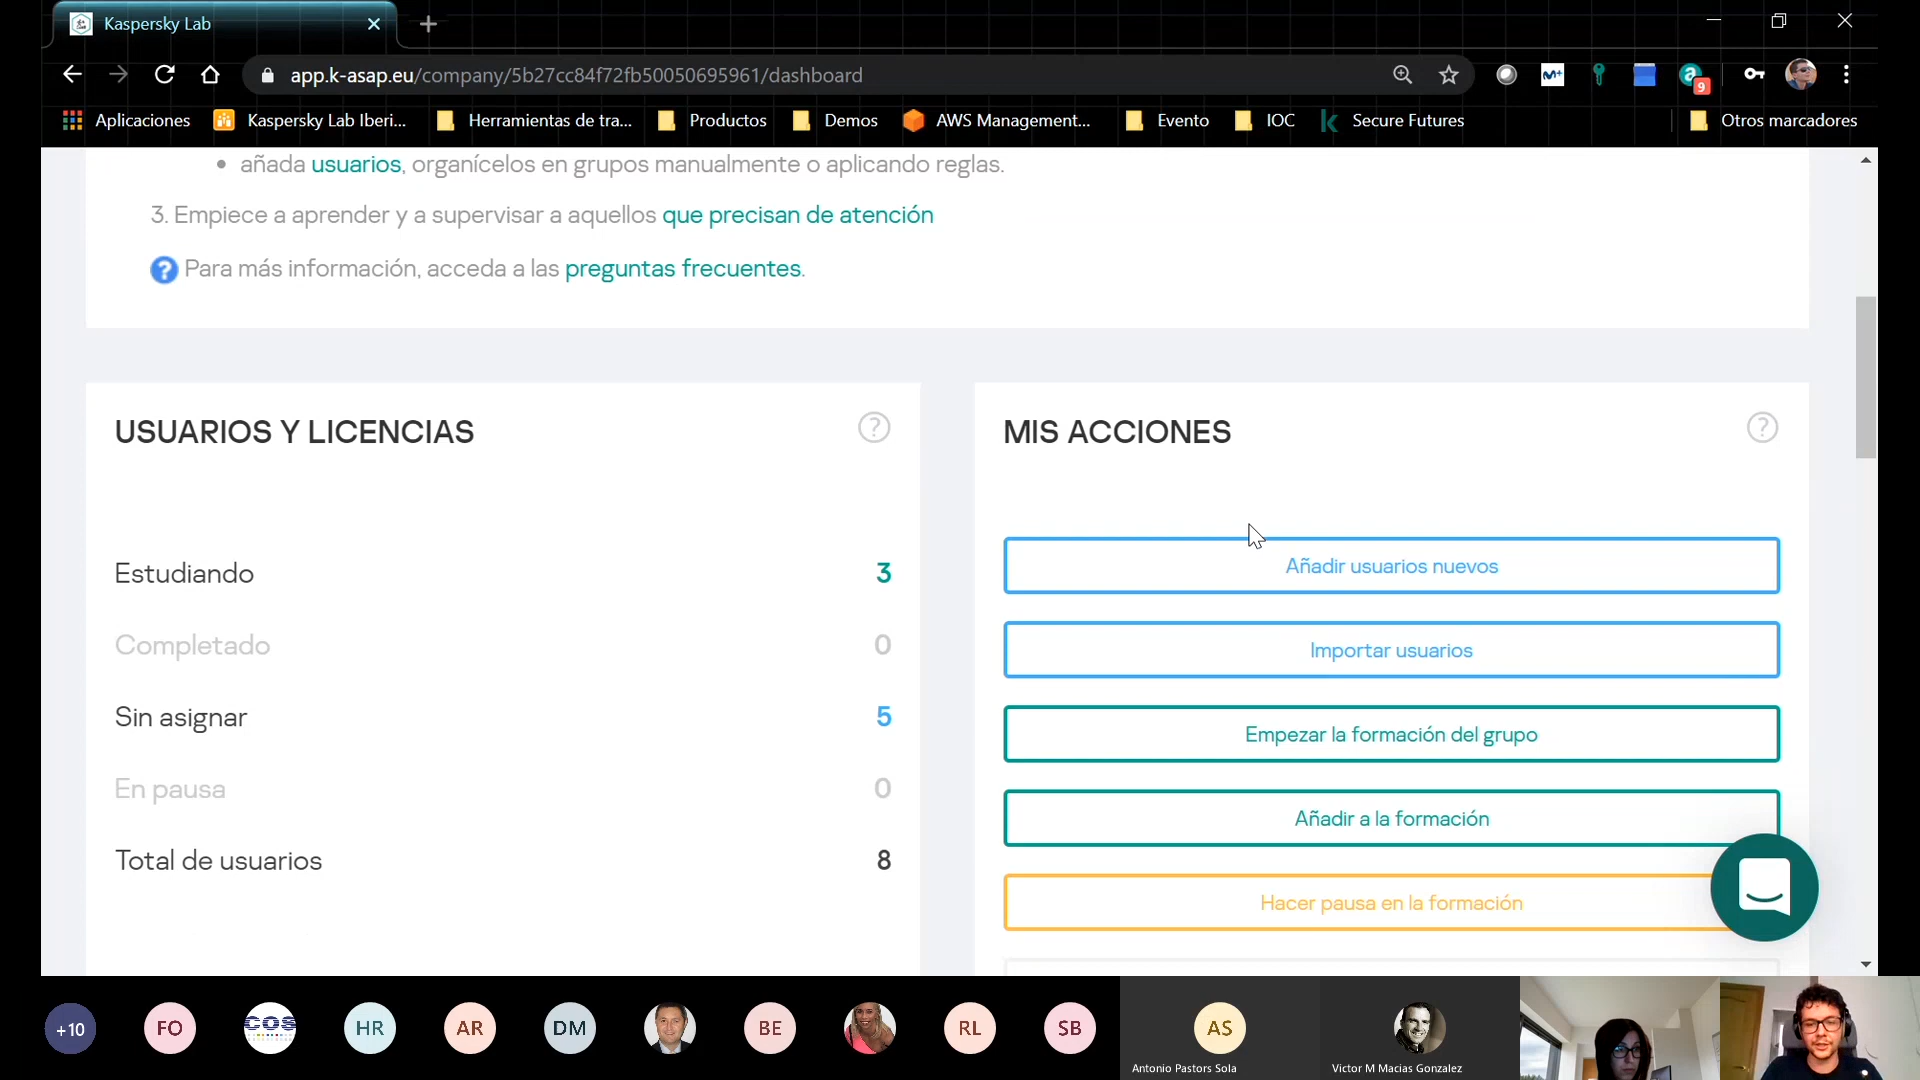 Kaspersky Lab
app.k-asap.eu/company/5b27cc84f72fb50050695961/dashboard
9
Aplicaciones
Kaspersky Lab Iberi...
Herramientas de tra...
Productos
Demos
AWS Management...
Evento
IOC
Secure Futures
Otros marcadores
añada usuarios, organícelos en grupos manualmente o aplicando reglas.
3. Empiece a aprender y a supervisar a aquellos que precisan de atención
? Para más información, acceda a las preguntas frecuentes.
USUARIOS Y LICENCIAS
?
Estudiando 3
Completado 0
Sin asignar 5
En pausa 0
Total de usuarios 8
MIS ACCIONES
?
Añadir usuarios nuevos
Importar usuarios
Empezar la formación del grupo
Añadir a la formación
Hacer pausa en la formación
+10
FO
COS
HR
AR
DM
BE
RL
SB
AS
Antonio Pastors Sola
Victor M Macias Gonzalez